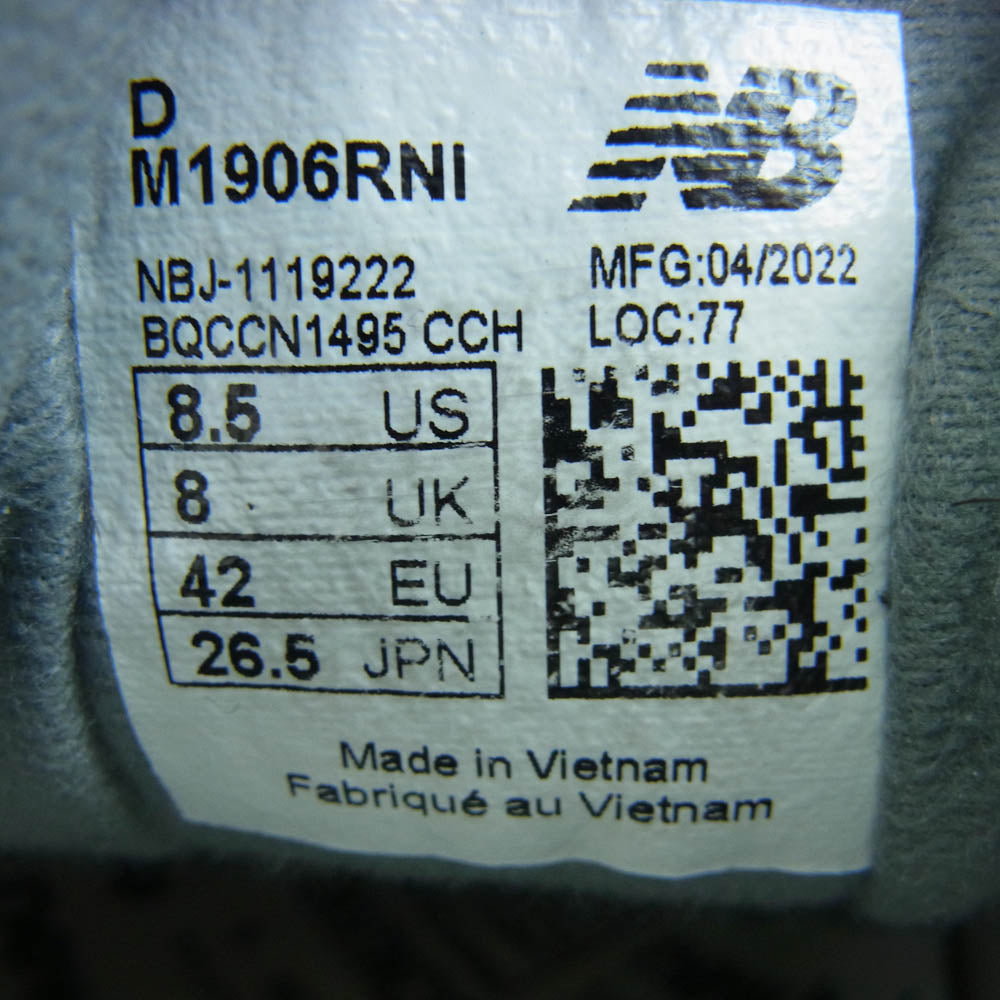 D
M1906RNI
NB
NBJ-1119222
MFG:04/2022
BQCCN1495 CCH
LOC:77
8.5 US
8 UK
42 EU
26.5 JPN
Made in Vietnam
Fabriqué au Vietnam